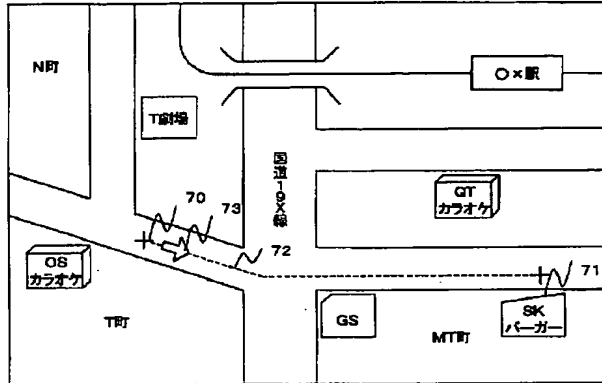 N町
T劇場
国道19X線
○×駅
GT
カラオケ
70
73
72
71
OS
カラオケ
T町
GS
MT町
SK
バーガー